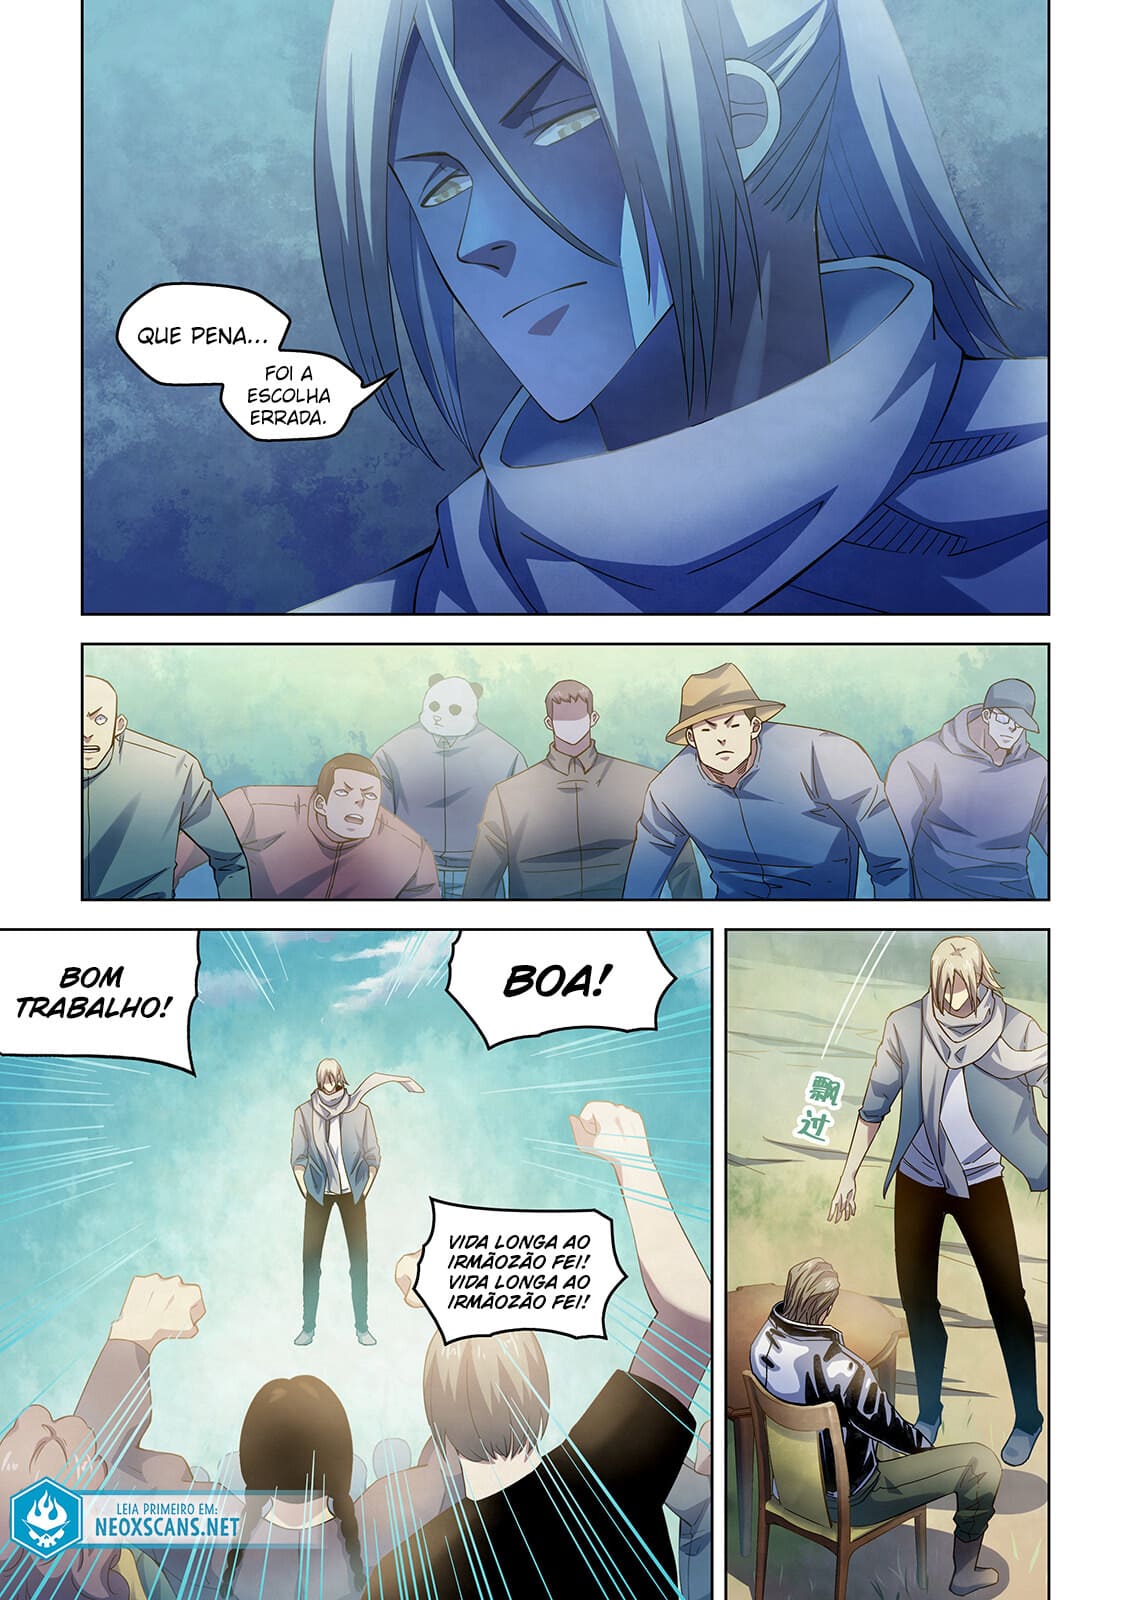 QUE PENA...
FOI A
ESCOLHA
ERRADA.
BOM
TRABALHO!
BOA!
VIDA LONGA AO
IRMÃOZÃO FEI!
VIDA LONGA AO
IRMÃOZÃO FEI!
飘
过
LEIA PRIMEIRO EM:
NEOXSCANS.NET